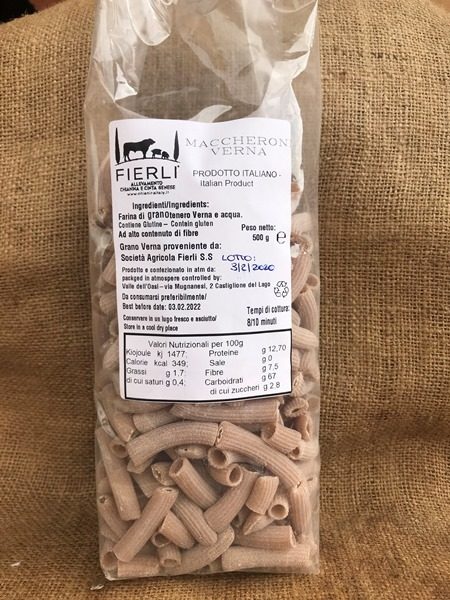 MACCHERONI
VERNA
FIERLI
ALLEVAMENTO
CHIANINA E CINTA SENESE
PRODOTTO ITALIANO -
Italian Product
Ingredienti/Ingredients:
Farina di granotenero Verna e acqua.
Contiene Glutine - Contain gluten
Ad alto contenuto di fibre
Peso netto:
500 g e
Grano Verna proveniente da:
Società Agricola Fierli S.S
LOTTO:
3/2/2020
Prodotto e confezionato in atm da:
packed in atmospere controlled by:
Valle dell'Oasi – via Mugnanesi, 2 Castiglione del Lago
Da consumarsi preferibilmente/
Best before date: 03.02.2022
Tempi di cottura:
8/10 minuti
Conservare in un lugo fresco e asciutto/
Store in a cool dry place
Valori Nutrizionali per 100g
Kiojoule kj 1477;
Calorie kcal 349;
Grassi g 1,7;
di cui saturi g 0,4;
Proteine g 12,70
Sale g 0
Fibre g 7,5
Carboidrati g 67
di cui zuccheri g 2.8